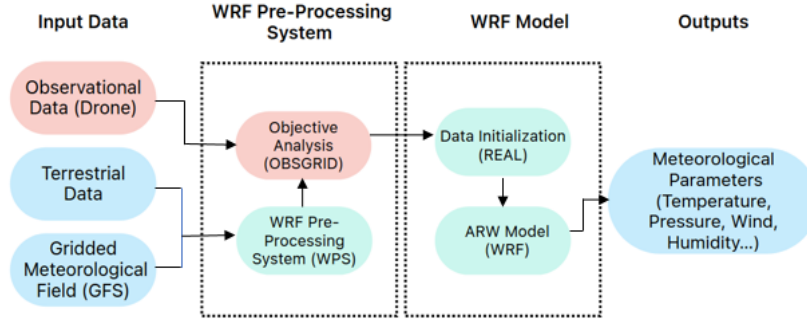 Input Data
WRF Pre-Processing
System
WRF Model
Outputs
Observational
Data (Drone)
Terrestrial
Data
Gridded
Meteorological
Field (GFS)
Objective
Analysis
(OBSGRID)
WRF Pre-
Processing
System (WPS)
Data Initialization
(REAL)
ARW Model
(WRF)
Meteorological
Parameters
(Temperature,
Pressure, Wind,
Humidity...)